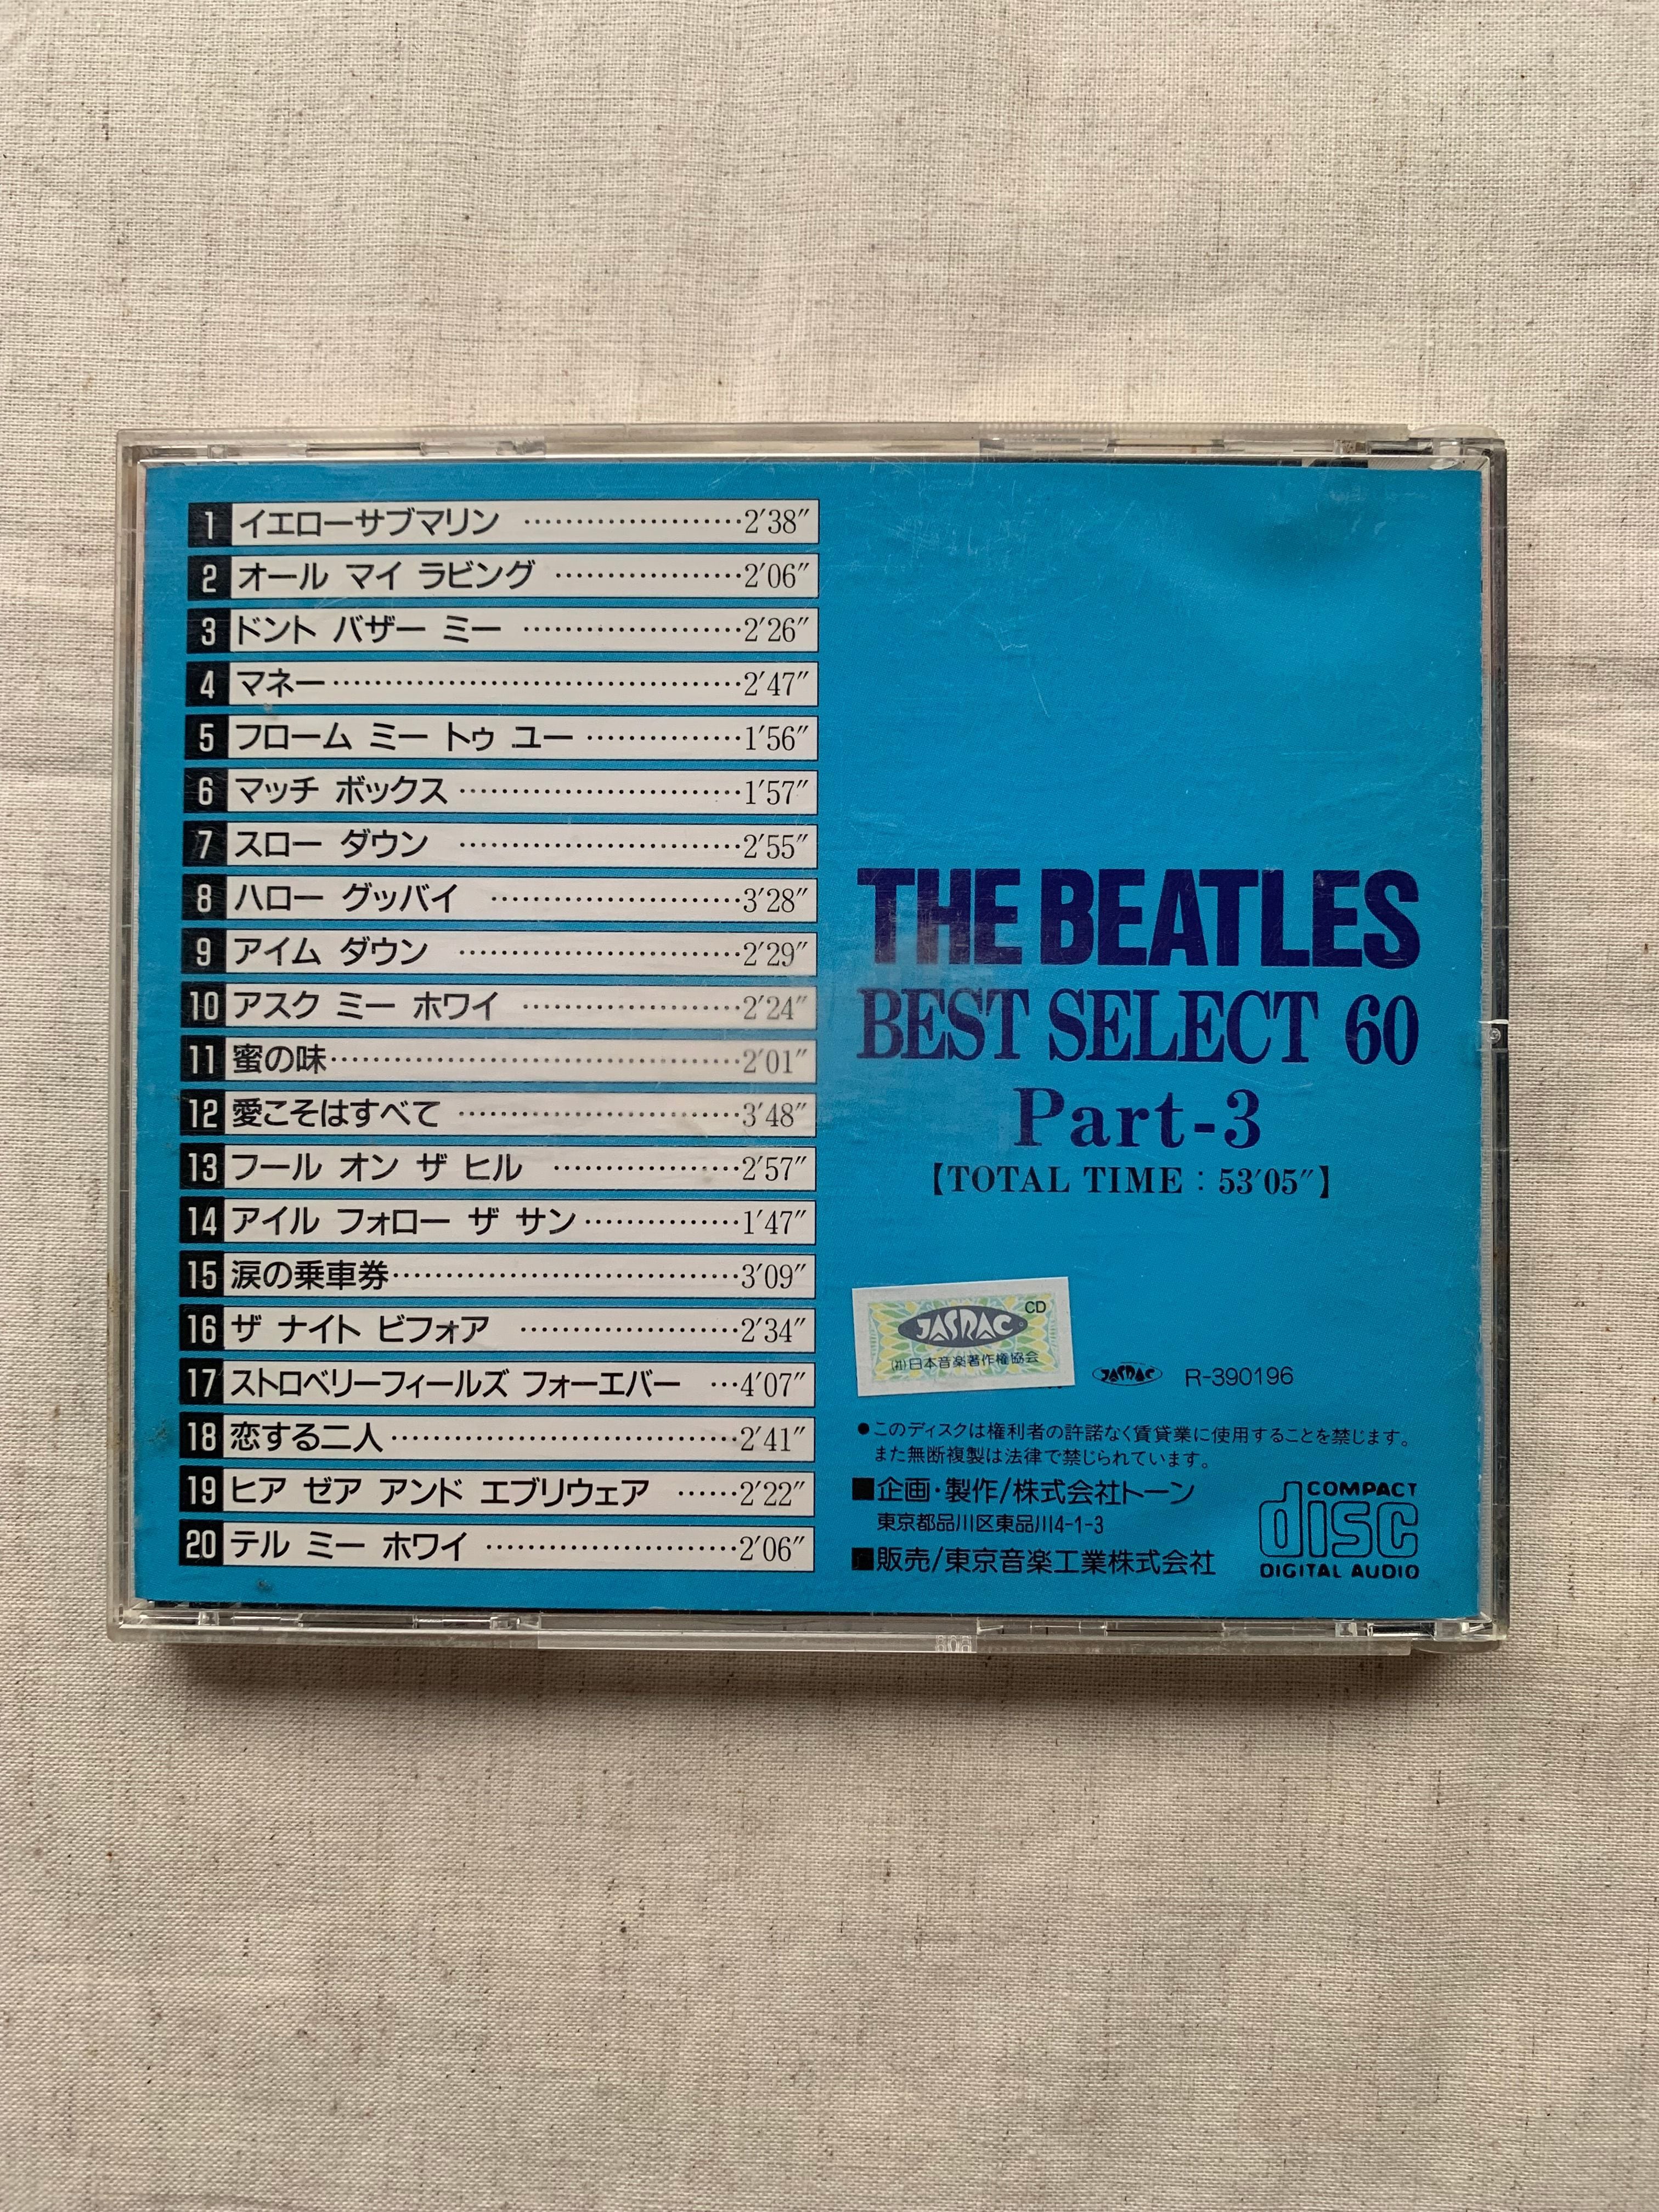 1 イエローサブマリン …………………2′38″
2 オール マイ ラビング ………………2′06″
3 ドント バザー ミー …………………2′26″
4 マネー…………………………………2′47″
5 フローム ミー トゥ ユー ……………1′56″
6 マッチ ボックス ………………………1′57″
7 スロー ダウン ………………………2′55″
8 ハロー グッバイ ……………………3′28″
9 アイム ダウン ………………………2′29″
10 アスク ミー ホワイ …………………2′24″
11 蜜の味…………………………………2′01″
12 愛こそはすべて ………………………3′48″
13 フール オン ザ ヒル ………………2′57″
14 アイル フォロー ザ サン……………1′47″
15 涙の乗車券……………………………3′09″
16 ザ ナイト ビフォア …………………2′34″
17 ストロベリーフィールズ フォーエバー …4′07″
18 恋する二人……………………………2′41″
19 ヒア ゼア アンド エブリウェア ……2′22″
20 テル ミー ホワイ ……………………2′06″
THE BEATLES
BEST SELECT 60
Part-3
【TOTAL TIME：53′05″】
CD
JASRAC
(社)日本音楽著作権協会
JASRAC R-390196
●このディスクは権利者の許諾なく賃貸業に使用することを禁じます。
また無断複製は法律で禁じられています。
■企画・製作/株式会社トーン
東京都品川区東品川4-1-3
■販売/東京音楽工業株式会社
COMPACT
disc
DIGITAL AUDIO